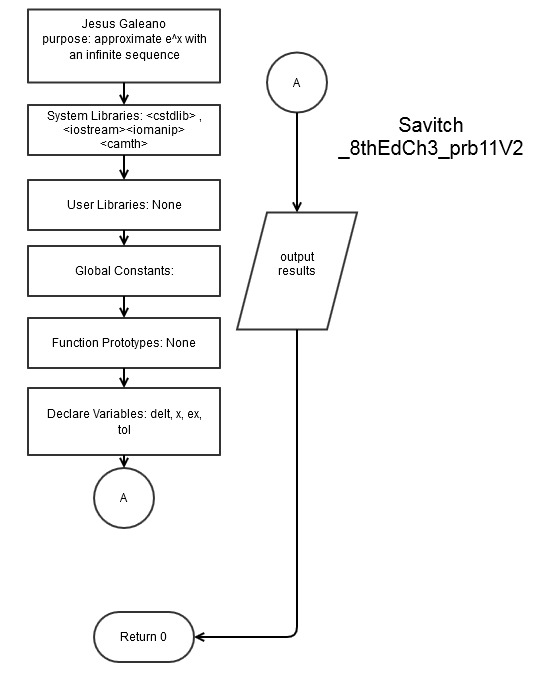 Jesus Galeano
purpose: approximate e^x with
an infinite sequence
System Libraries: <cstdlib> ,
<iostream><iomanip>
<camth>
User Libraries: None
Global Constants:
Function Prototypes: None
Declare Variables: delt, x, ex,
tol
A
A
output
results
Return 0
Savitch
_8thEdCh3_prb11V2